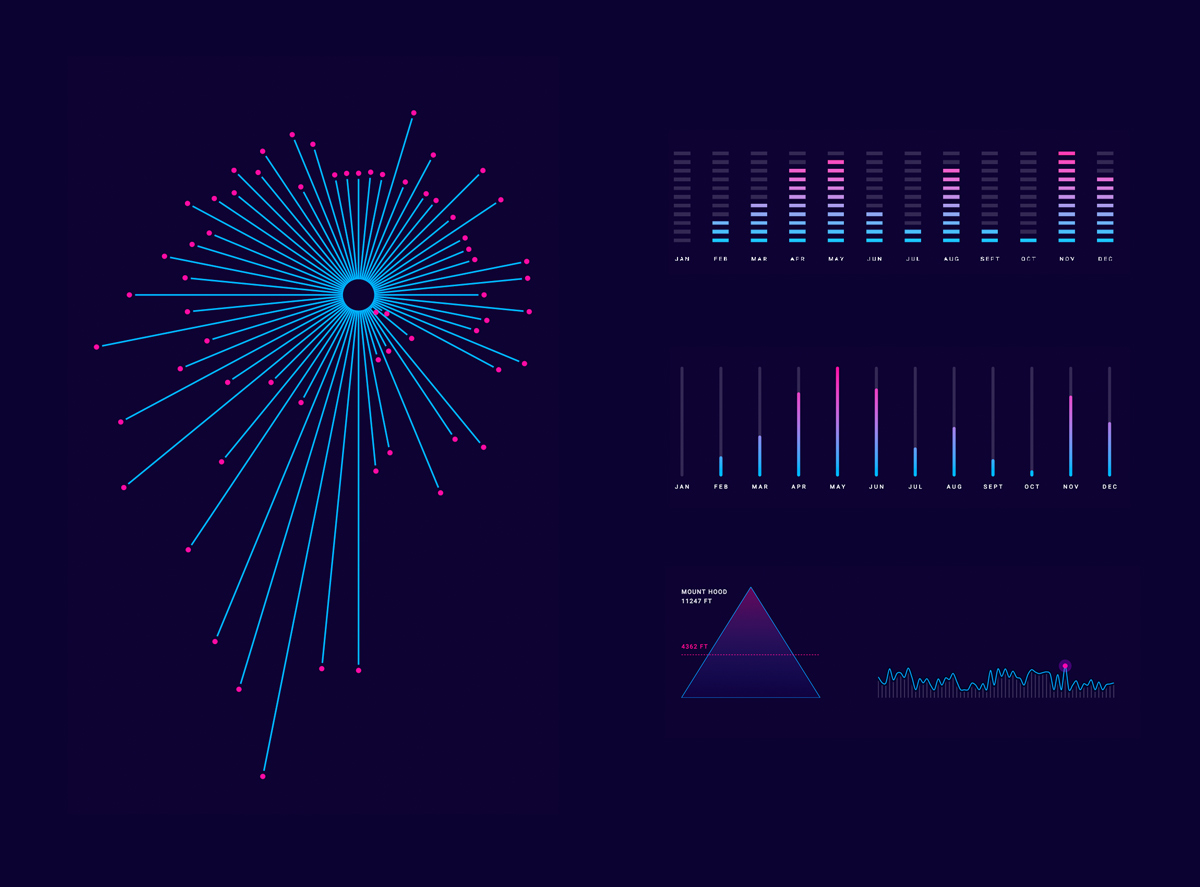 JAN FEB MAR APR MAY JUN JUL AUG SEPT OCT NOV DEC
JAN FEB MAR APR MAY JUN JUL AUG SEPT OCT NOV DEC
MOUNT HOOD
11247 FT
4362 FT